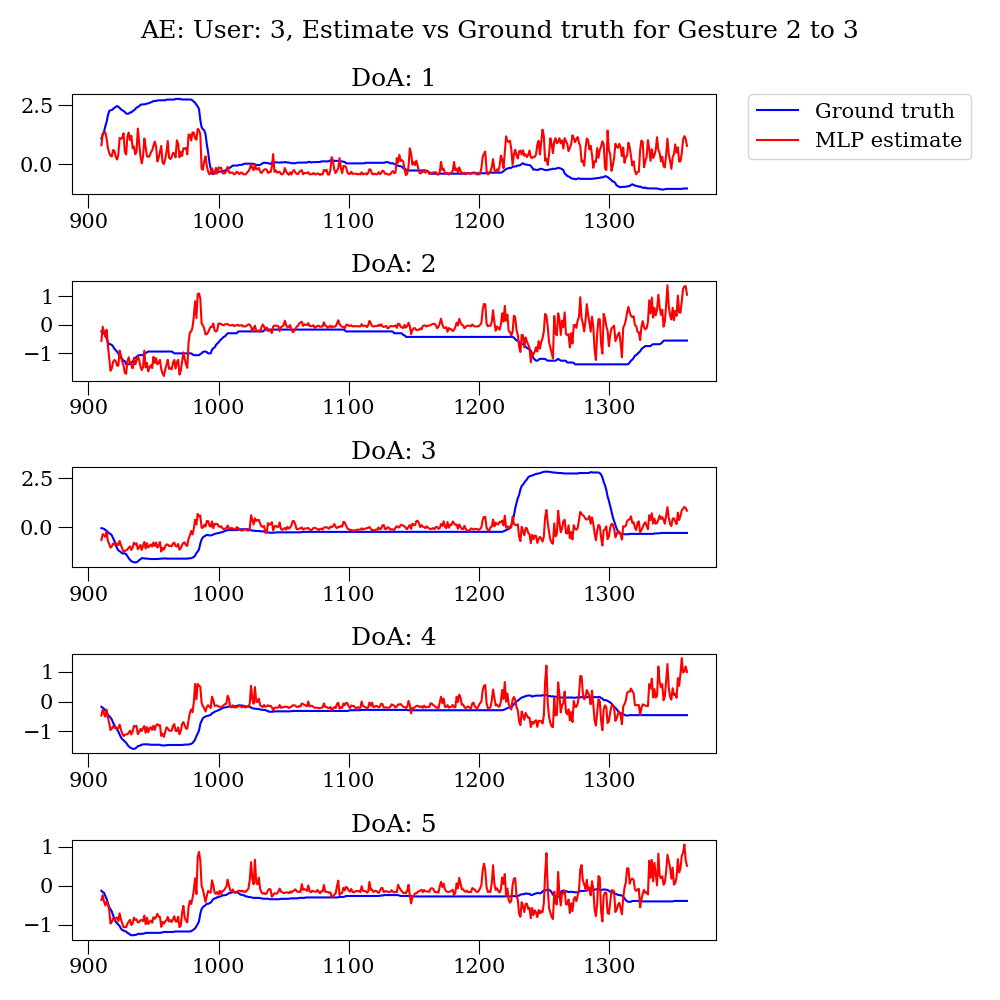 AE: User: 3, Estimate vs Ground truth for Gesture 2 to 3
DoA: 1
2.5
0.0
900 1000 1100 1200 1300
Ground truth
MLP estimate
DoA: 2
1
0
−1
900 1000 1100 1200 1300
DoA: 3
2.5
0.0
900 1000 1100 1200 1300
DoA: 4
1
0
−1
900 1000 1100 1200 1300
DoA: 5
1
0
−1
900 1000 1100 1200 1300